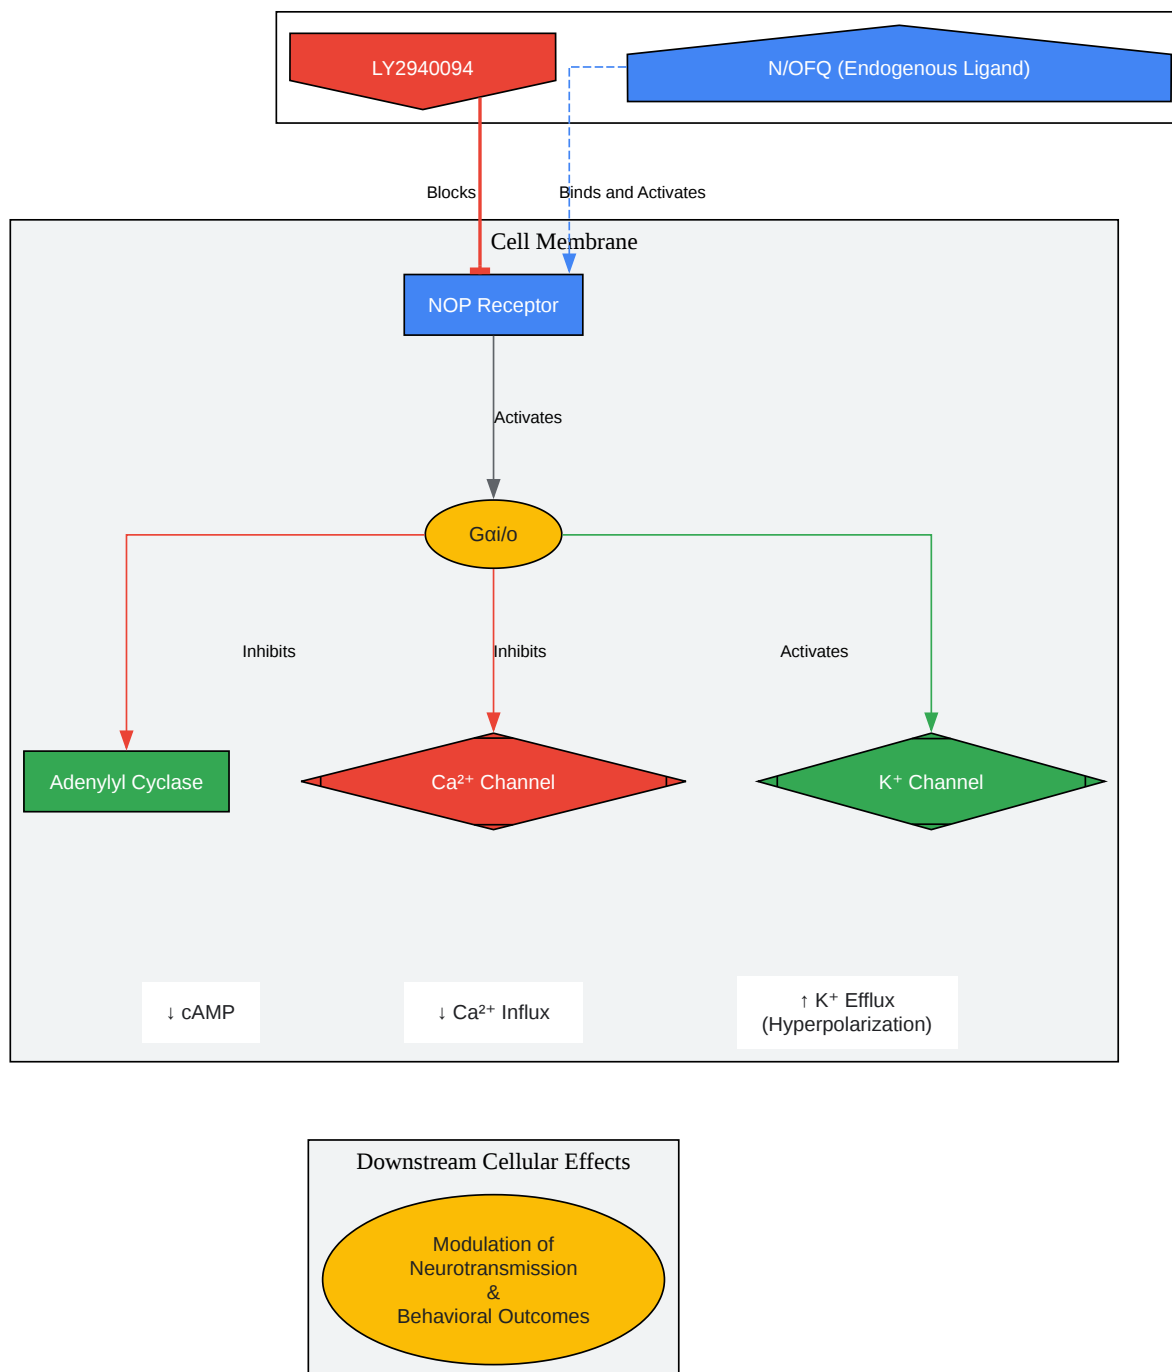 LY2940094
N/OFQ (Endogenous Ligand)
Blocks
Binds and Activates
Cell Membrane
NOP Receptor
Activates
Gαi/o
Inhibits
Inhibits
Activates
Adenylyl Cyclase
Ca²⁺ Channel
K⁺ Channel
↓ cAMP
↓ Ca²⁺ Influx
↑ K⁺ Efflux
(Hyperpolarization)
Downstream Cellular Effects
Modulation of
Neurotransmission
&
Behavioral Outcomes